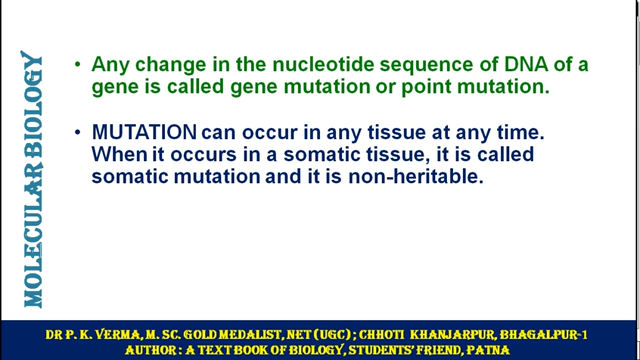 MOLECULAR BIOLOGY
• Any change in the nucleotide sequence of DNA of a
gene is called gene mutation or point mutation.
• MUTATION can occur in any tissue at any time.
When it occurs in a somatic tissue, it is called
somatic mutation and it is non-heritable.
DR P. K. VERMA, M. SC. GOLD MEDALIST, NET (UGC) ; CHHOTI KHANJARPUR, BHAGALPUR-1
AUTHOR : A TEXT BOOK OF BIOLOGY, STUDENTS' FRIEND, PATNA